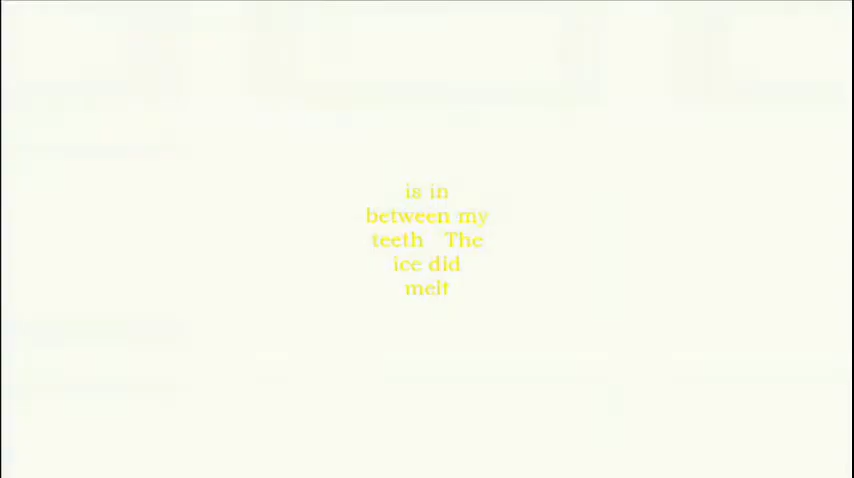 is in
between my
teeth   The
ice did
melt